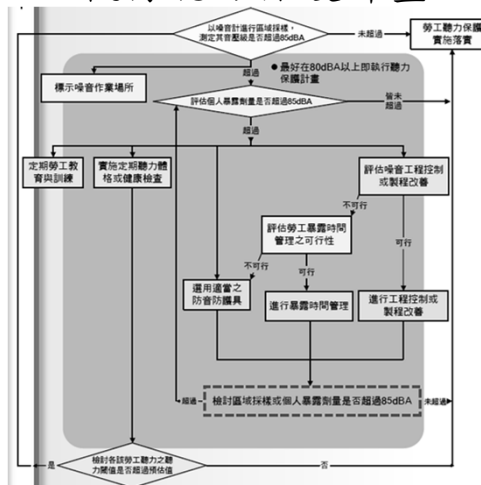 以噪音計進行區域採樣，
測定其音壓級是否超過85dBA
未超過
勞工聽力保護
實施落實
超過
● 最好在80dBA以上即執行聽力
保護計畫
標示噪音作業場所
評估個人暴露劑量是否超過85dBA
皆未
超過
超過
定期勞工教
育與訓練
實施定期聽力體
格或健康檢查
評估噪音工程控制
或製程改善
不可行
評估勞工暴露時間
管理之可行性
可行
不可行
可行
選用適當之
防音防護具
進行暴露時間管理
進行工程控制或
製程改善
超過
檢討區域採樣或個人暴露劑量是否超過85dBA
未超過
檢討各該勞工聽力之聽
力閾值是否超過預估值
是
否